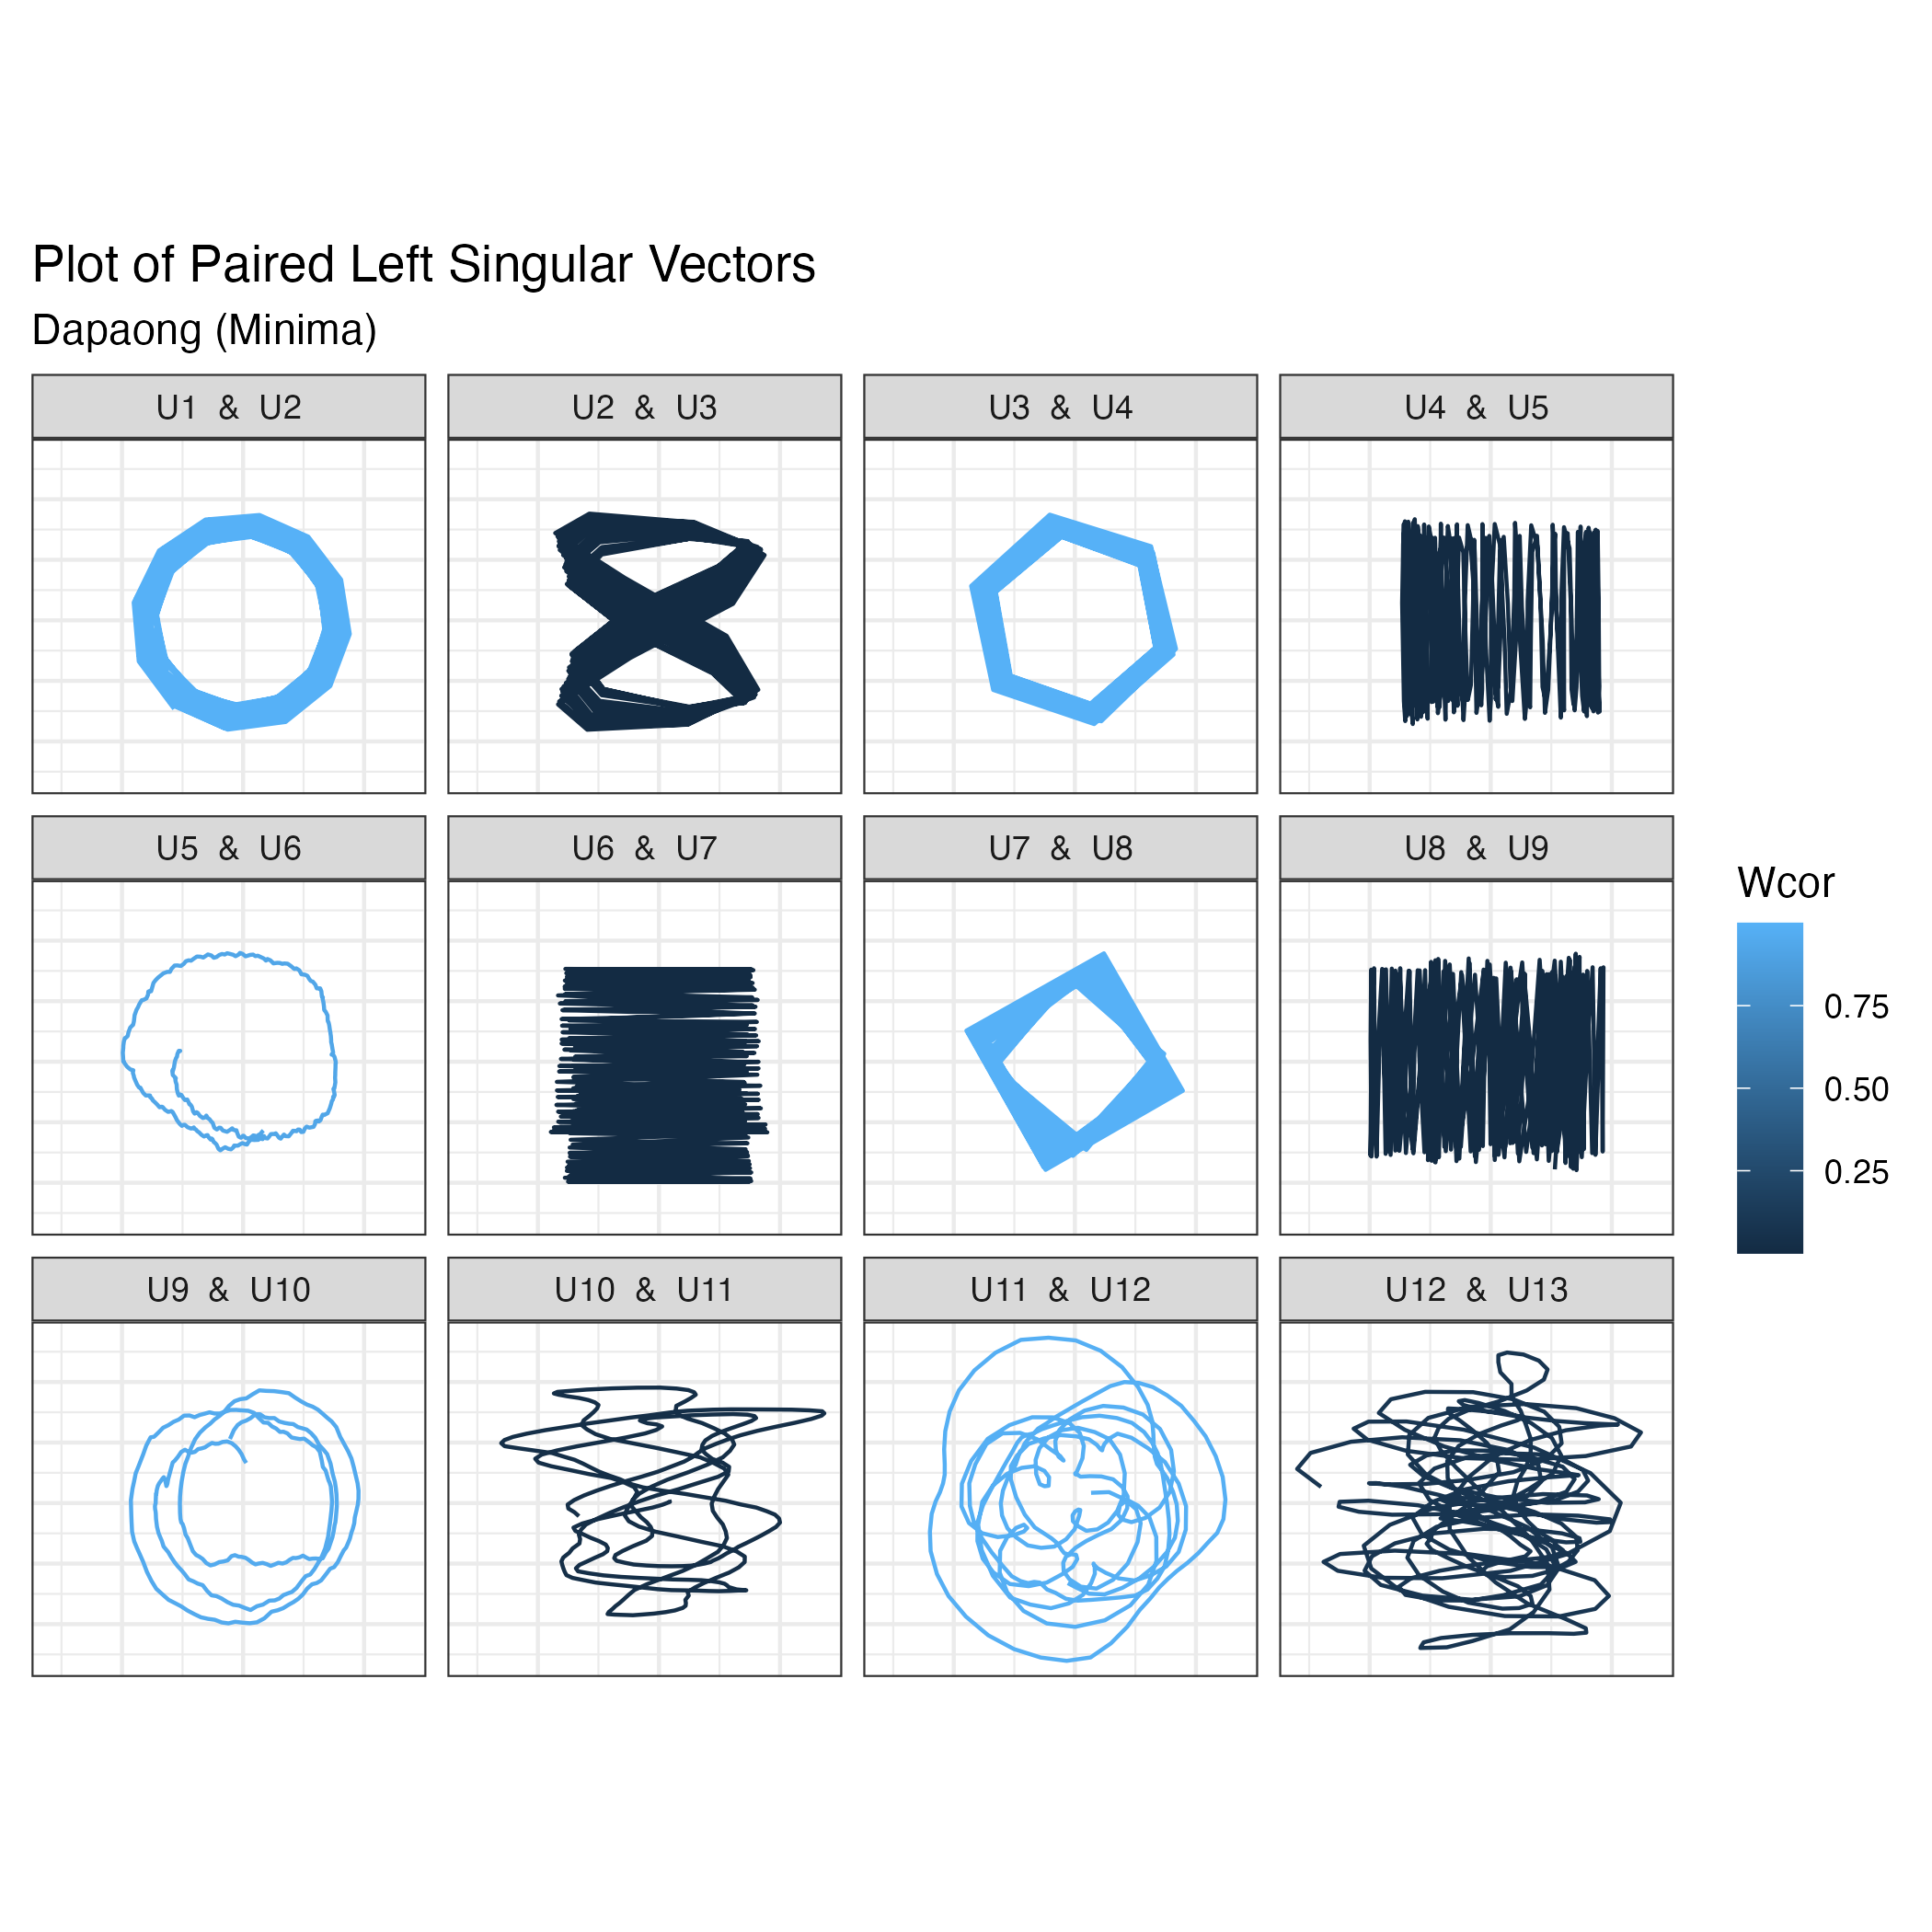 Plot of Paired Left Singular Vectors
Dapaong (Minima)
U1 & U2
U2 & U3
U3 & U4
U4 & U5
U5 & U6
U6 & U7
U7 & U8
U8 & U9
U9 & U10
U10 & U11
U11 & U12
U12 & U13
Wcor
0.75
0.50
0.25